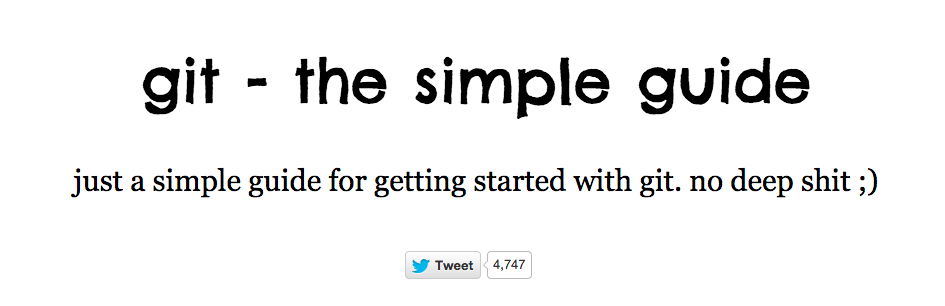 git - the simple guide
just a simple guide for getting started with git. no deep shit ;)
Tweet 4,747